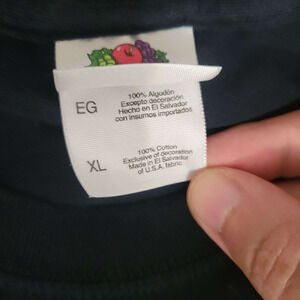 EG
100% Algodón
Excepto decoración
Hecho en El Salvador
con insumos importados.
XL
100% Cotton
Exclusive of decoration
Made in El Salvador
of U.S.A. fabric.